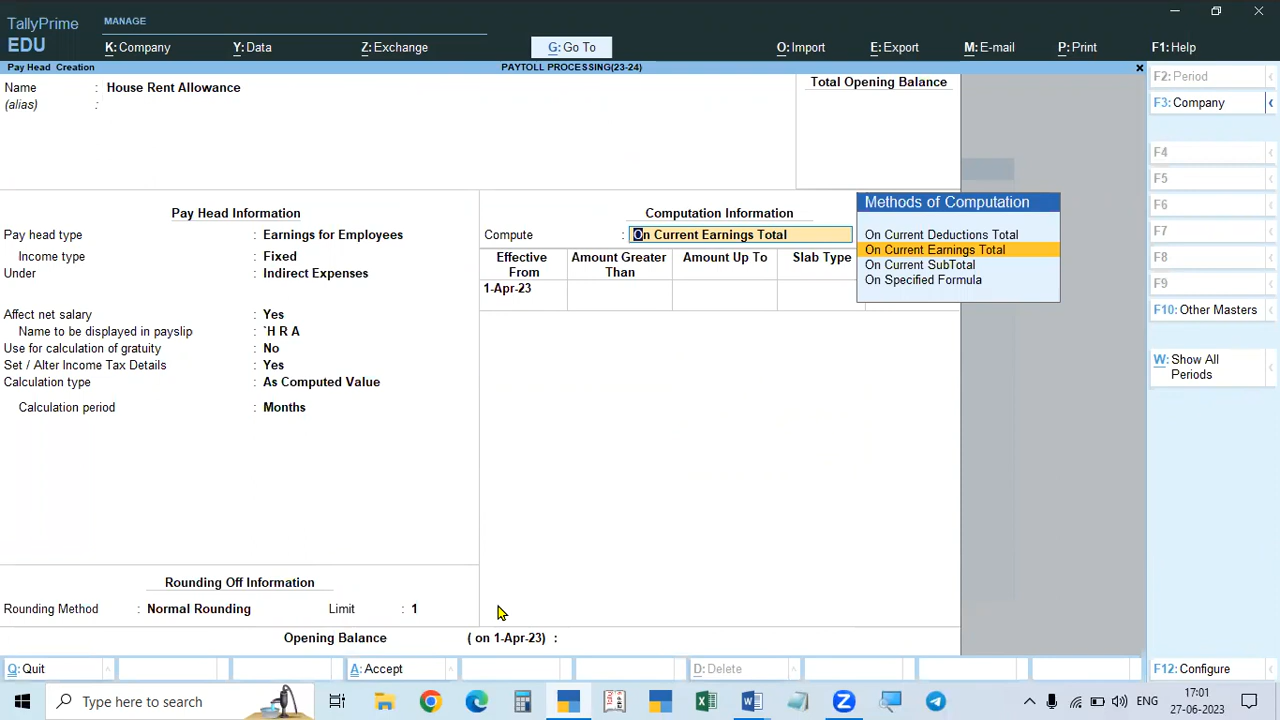 TallyPrime
EDU
MANAGE
K: Company
Y: Data
Z: Exchange
G: Go To
O: Import
E: Export
M: E-mail
P: Print
F1: Help
Pay Head Creation
PAYTOLL PROCESSING(23-24)
×
Name : House Rent Allowance
(alias) :
Total Opening Balance
Pay Head Information
Pay head type : Earnings for Employees
Income type : Fixed
Under : Indirect Expenses
Affect net salary : Yes
Name to be displayed in payslip : `H R A
Use for calculation of gratuity : No
Set / Alter Income Tax Details : Yes
Calculation type : As Computed Value
Calculation period : Months
Computation Information
Compute : On Current Earnings Total
Effective From
Amount Greater Than
Amount Up To
Slab Type
1-Apr-23
Methods of Computation
On Current Deductions Total
On Current Earnings Total
On Current SubTotal
On Specified Formula
Rounding Off Information
Rounding Method : Normal Rounding Limit : 1
Opening Balance ( on 1-Apr-23) :
Q: Quit
A: Accept
D: Delete
F12: Configure
F2: Period
F3: Company
F4
F5
F6
F7
F8
F9
F10: Other Masters
W: Show All Periods
Type here to search
ENG
17:01
27-06-2023